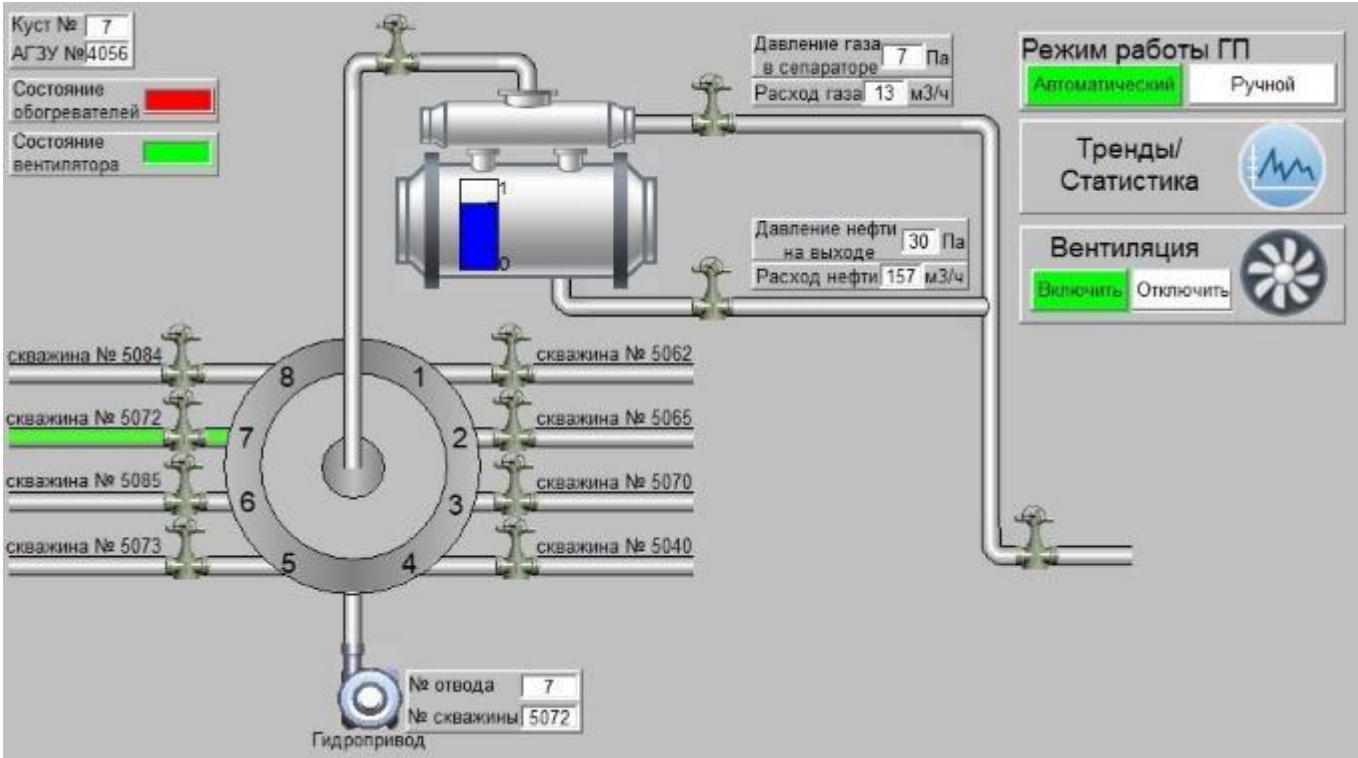 Куст № 7
АГЗУ № 4056
Состояние
обогревателей
Состояние
вентилятора
Давление газа
в сепараторе 7 Па
Расход газа 13 м3/ч
Режим работы ГП
Автоматический Ручной
Тренды/
Статистика
1
0
Давление нефти
на выходе 30 Па
Расход нефти 157 м3/ч
Вентиляция
Включить Отключить
скважина № 5084 8 1 скважина № 5062
скважина № 5072 7 2 скважина № 5065
скважина № 5085 6 3 скважина № 5070
скважина № 5073 5 4 скважина № 5040
№ отвода 7
№ скважины 5072
Гидропривод